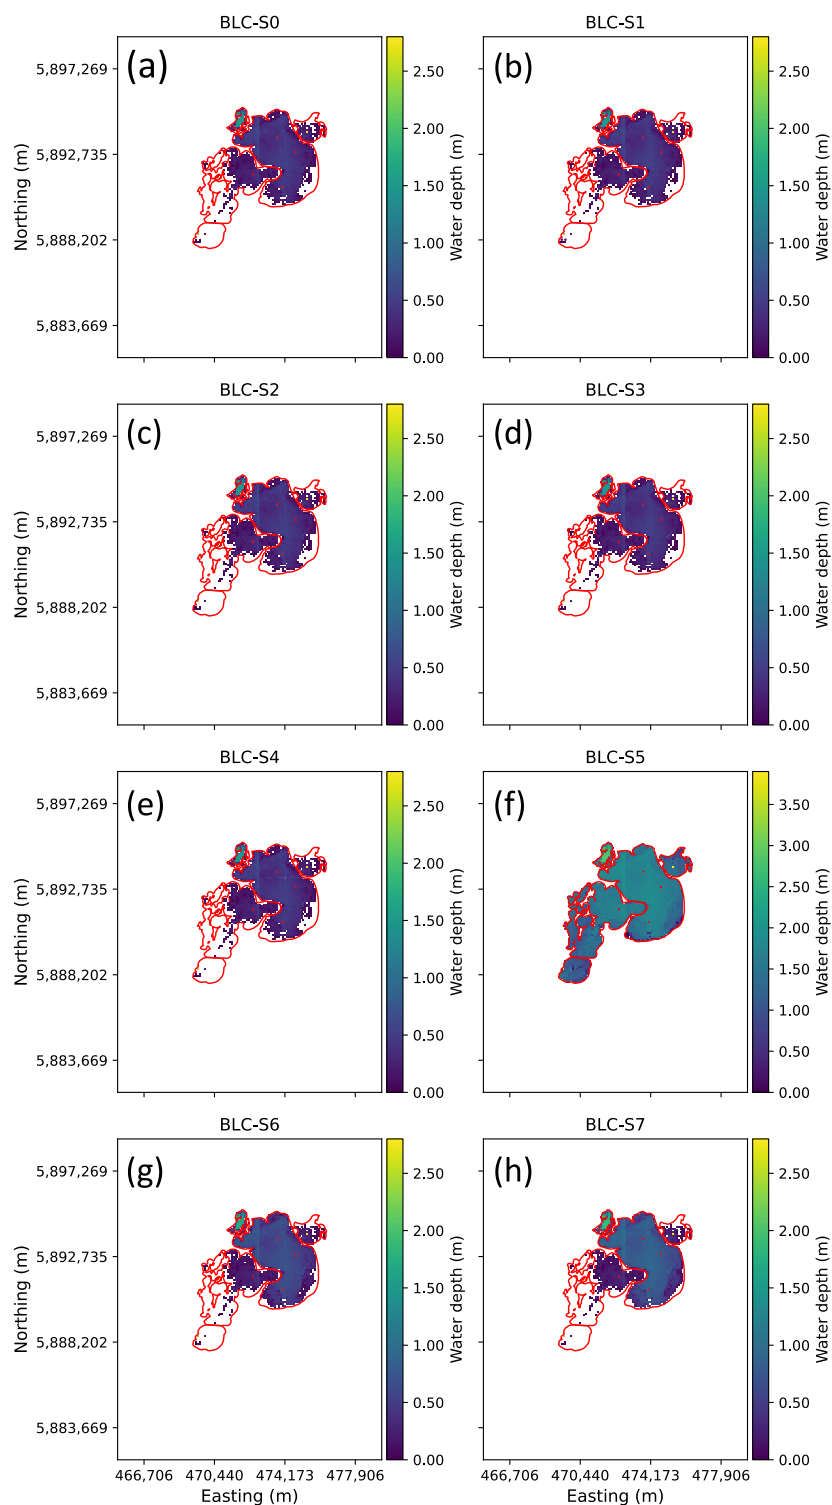 BLC-S0
BLC-S1
(a)
(b)
5,897,269
5,892,735
5,888,202
5,883,669
Northing (m)
2.50
2.00
1.50
1.00
0.50
0.00
Water depth (m)
2.50
2.00
1.50
1.00
0.50
0.00
Water depth (m)
BLC-S2
BLC-S3
(c)
(d)
5,897,269
5,892,735
5,888,202
5,883,669
Northing (m)
2.50
2.00
1.50
1.00
0.50
0.00
Water depth (m)
2.50
2.00
1.50
1.00
0.50
0.00
Water depth (m)
BLC-S4
BLC-S5
(e)
(f)
5,897,269
5,892,735
5,888,202
5,883,669
Northing (m)
2.50
2.00
1.50
1.00
0.50
0.00
Water depth (m)
3.50
3.00
2.50
2.00
1.50
1.00
0.50
0.00
Water depth (m)
BLC-S6
BLC-S7
(g)
(h)
5,897,269
5,892,735
5,888,202
5,883,669
Northing (m)
2.50
2.00
1.50
1.00
0.50
0.00
Water depth (m)
2.50
2.00
1.50
1.00
0.50
0.00
Water depth (m)
466,706 470,440 474,173 477,906
466,706 470,440 474,173 477,906
Easting (m)
Easting (m)